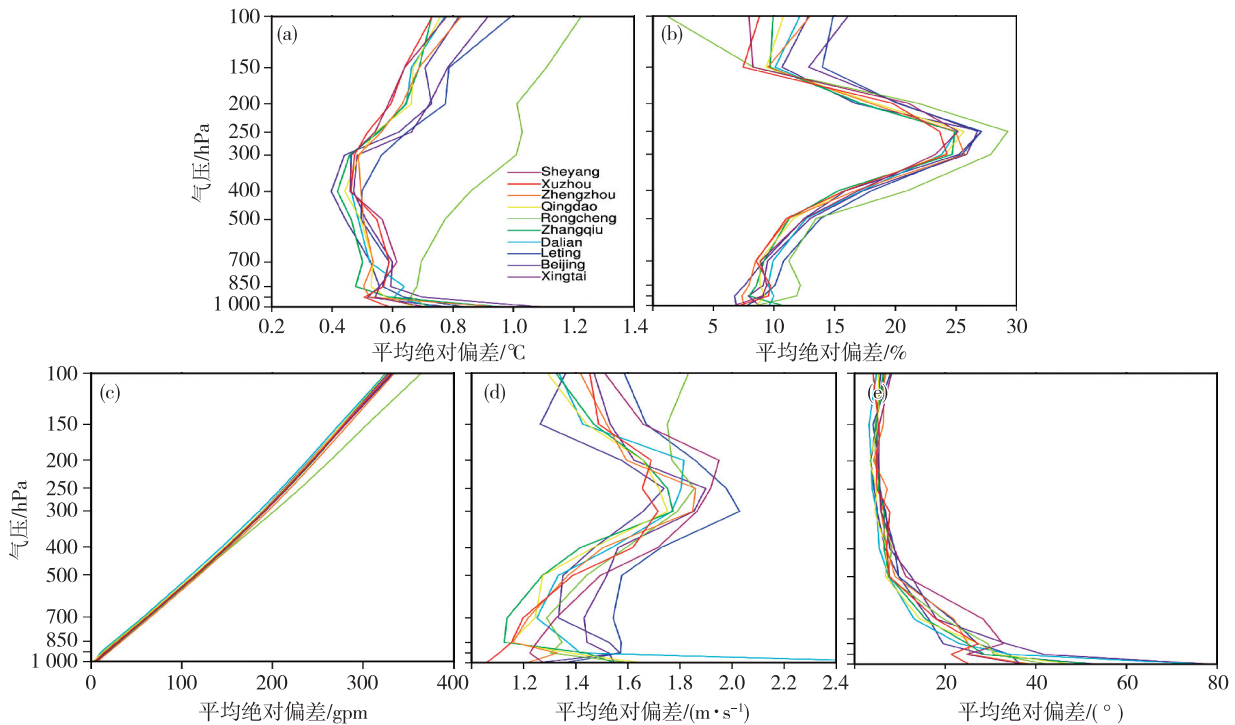 (a)
100
150
200
250
300
400
500
700
850
1 000
气压/hPa
0.2 0.4 0.6 0.8 1.0 1.2 1.4
平均绝对偏差/℃
Sheyang
Xuzhou
Zhengzhou
Qingdao
Rongcheng
Zhangqiu
Dalian
Leting
Beijing
Xingtai
(b)
5 10 15 20 25 30
平均绝对偏差/%
(c)
100
150
200
250
300
400
500
700
850
1 000
气压/hPa
0 100 200 300 400
平均绝对偏差/gpm
(d)
1.2 1.4 1.6 1.8 2.0 2.2 2.4
平均绝对偏差/(m·s⁻¹)
(e)
20 40 60 80
平均绝对偏差/(°)